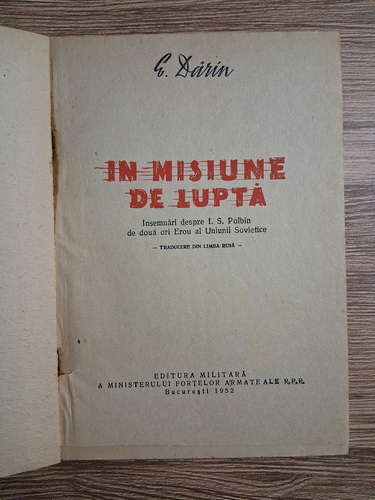 E. Dărin
IN MISIUNE
DE LUPTĂ
Insemnări despre I. S. Polbin
de două ori Erou al Uniunii Sovietice
— TRADUCERE DIN LIMBA RUSĂ —
EDITURA MILITARĂ
A MINISTERULUI FORȚELOR ARMATE ALE R.P.R.
București 1952